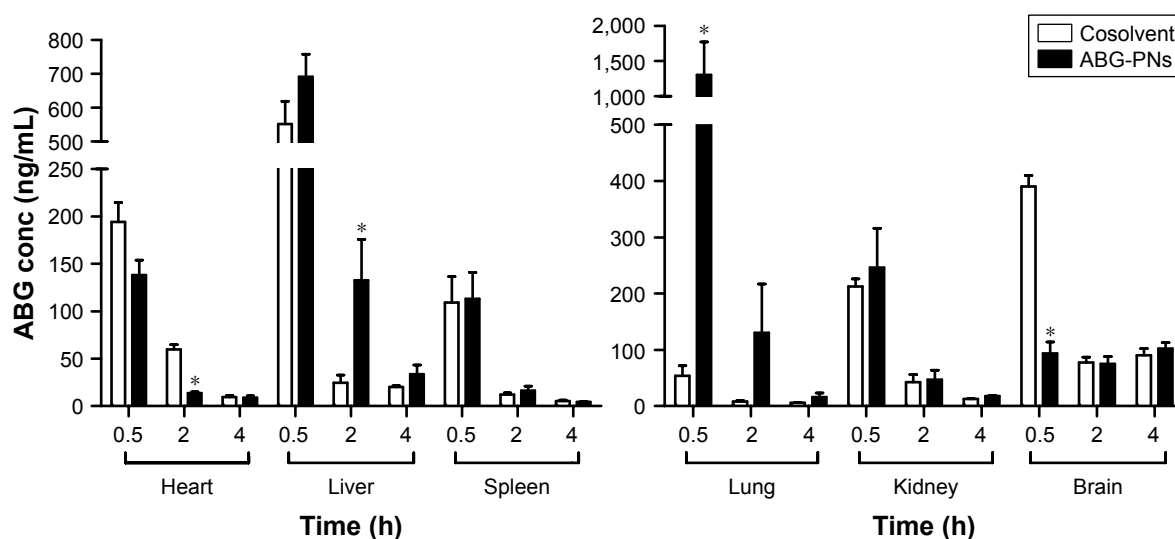 Cosolvent
ABG-PNs
ABG conc (ng/mL)
800
700
600
500
250
200
150
100
50
0
*
*
0.5 2 4 0.5 2 4 0.5 2 4
Heart Liver Spleen
Time (h)
2,000
1,500
1,000
500
400
300
200
100
0
*
*
0.5 2 4 0.5 2 4 0.5 2 4
Lung Kidney Brain
Time (h)